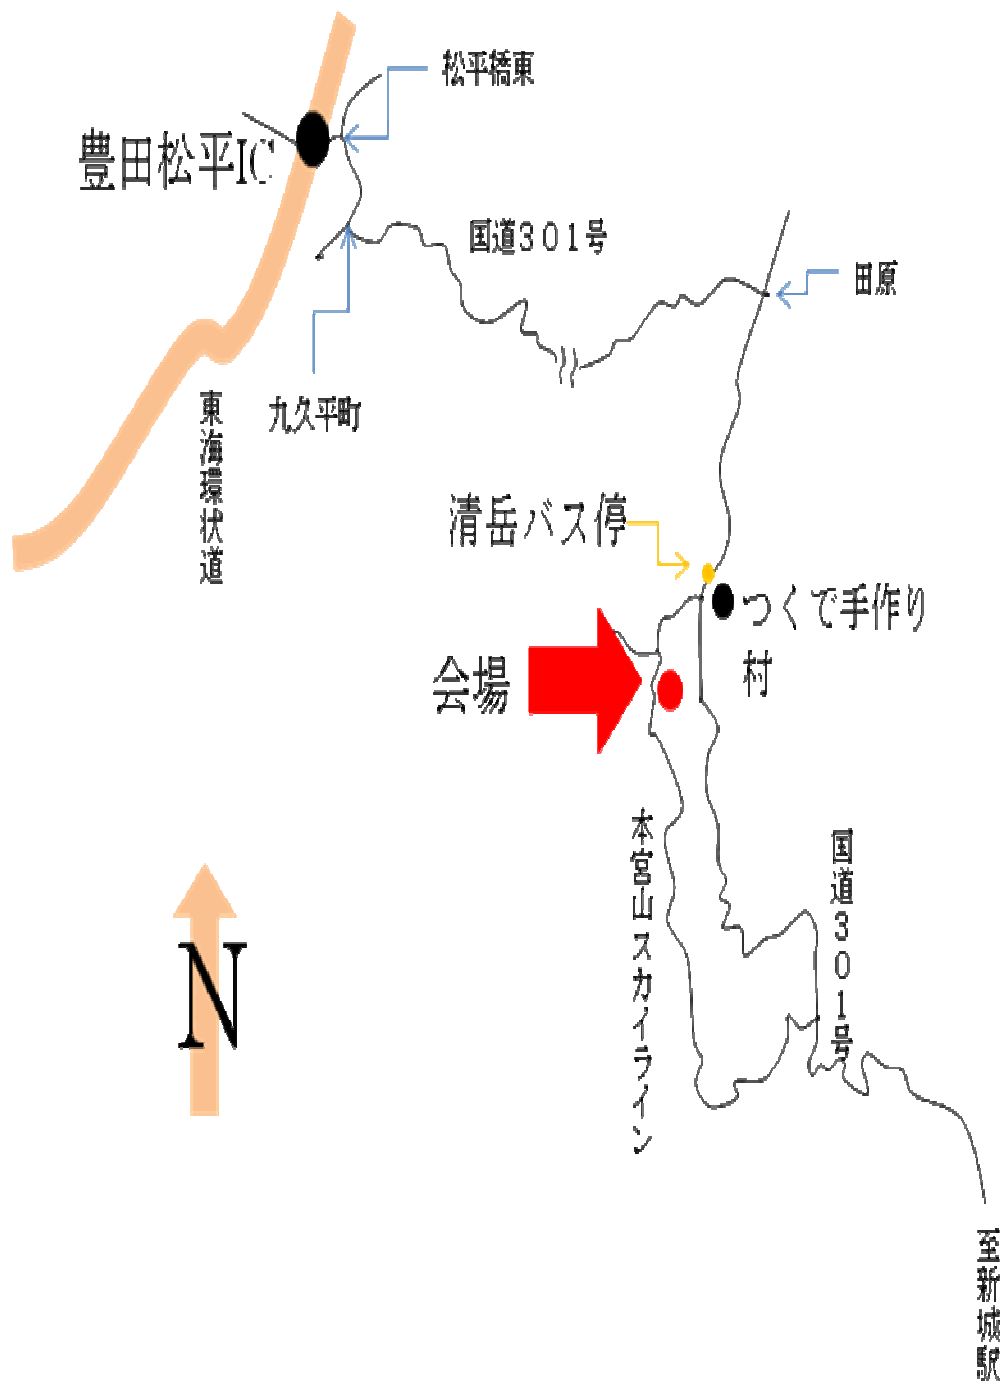 松平橋東
豊田松平IC
国道３０１号
田原
九久平町
東海環状道
清岳バス停
つくで手作り
村
会場
本宮山スカイライン
国道３０１号
N
至新城駅